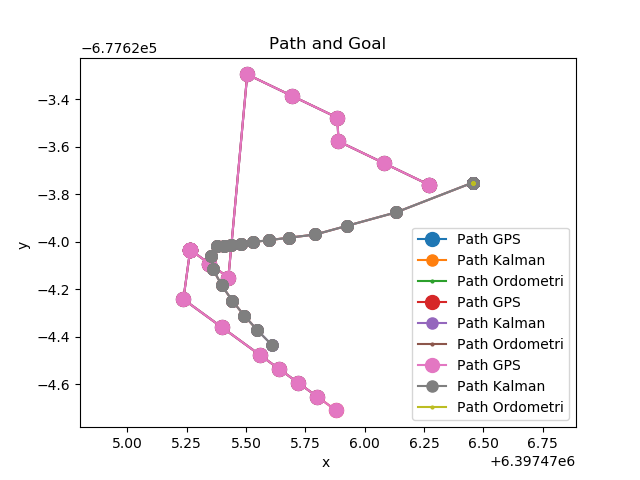 Path and Goal
−6.7762e5
−3.4
−3.6
−3.8
−4.0
−4.2
−4.4
−4.6
y
Path GPS
Path Kalman
Path Ordometri
Path GPS
Path Kalman
Path Ordometri
Path GPS
Path Kalman
Path Ordometri
5.00 5.25 5.50 5.75 6.00 6.25 6.50 6.75
x
+6.39747e6